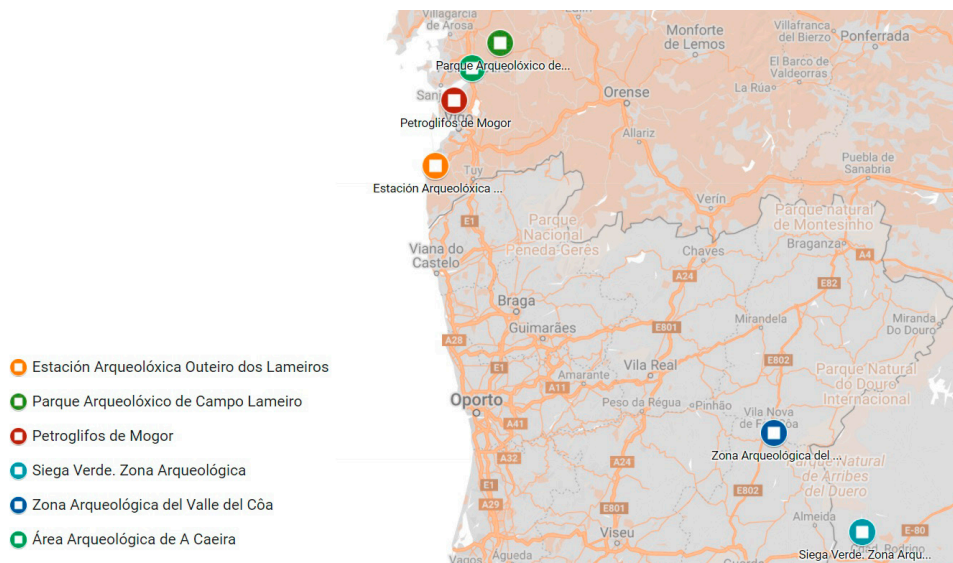 Villagarcía
de Arosa
Monforte
de Lemos
Villafranca
del Bierzo
Ponferrada
Parque Arqueolóxico de...
El Barco de
Valdeorras
La Rúa
Orense
Petroglifos de Mogor
Vigo
Allariz
Puebla de
Sanabria
Estación Arqueolóxica ...
Tuy
Verín
E1
Parque
Nacional
Peneda-Gerês
Parque natural
de Montesinho
Viana do
Castelo
Chaves
Braganza
A4
A24
E82
Braga
Guimarães
E801
Mirandela
Miranda
Do Douro
A28
E1
Amarante
Vila Real
E802
Parque Natural
do Douro
Internacional
A11
Oporto
Peso da Régua
Pinhão
Vila Nova
A41
Zona Arqueológica del ...
A32
A24
E802
Parque Natural
de Arribes
del Duero
E1
A29
E801
Viseu
Almeida
E-80
Siega Verde. Zona Arqu...
Vagos
Águeda
Estación Arqueolóxica Outeiro dos Lameiros
Parque Arqueolóxico de Campo Lameiro
Petroglifos de Mogor
Siega Verde. Zona Arqueológica
Zona Arqueológica del Valle del Côa
Área Arqueológica de A Caeira